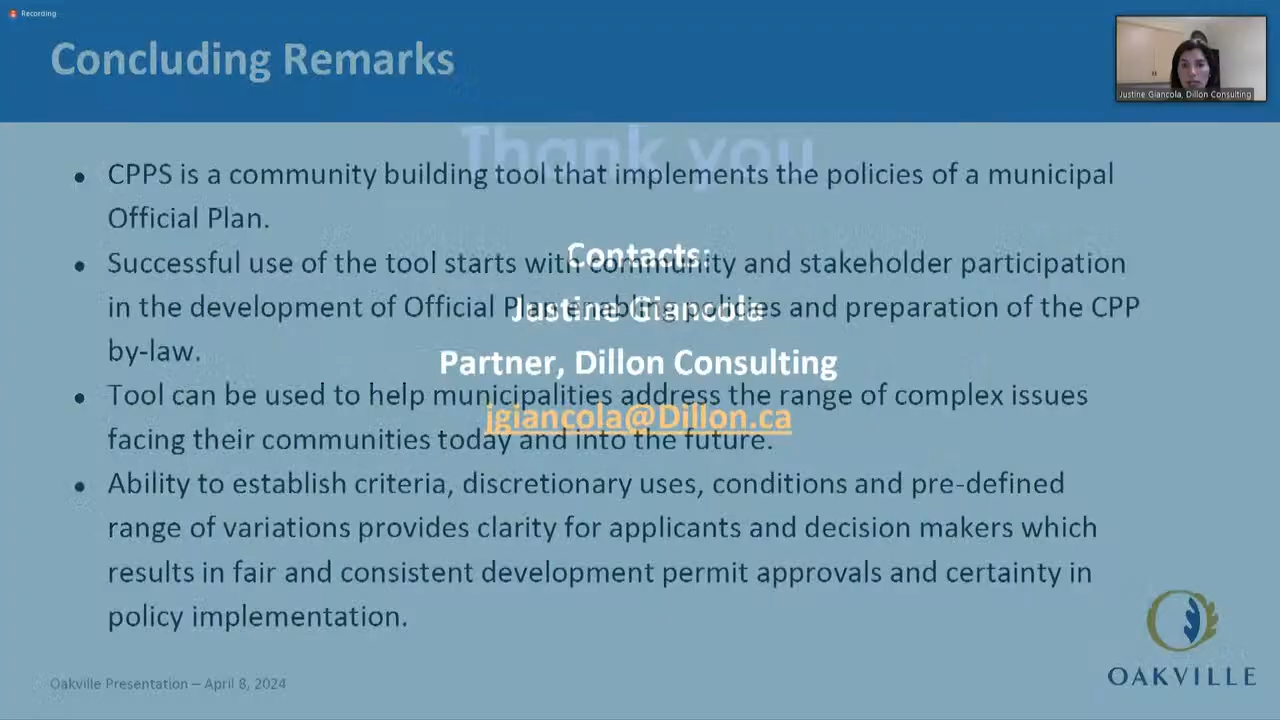 Recording
Concluding Remarks
Justine Giancola, Dillon Consulting
Thank you
CPPS is a community building tool that implements the policies of a municipal
Official Plan.
Contacts:
Successful use of the tool starts with community and stakeholder participation
in the development of Official Plan enabling policies and preparation of the CPP
Justine Giancola
by-law.
Partner, Dillon Consulting
Tool can be used to help municipalities address the range of complex issues
jgiancola@Dillon.ca
facing their communities today and into the future.
Ability to establish criteria, discretionary uses, conditions and pre-defined
range of variations provides clarity for applicants and decision makers which
results in fair and consistent development permit approvals and certainty in
policy implementation.
OAKVILLE
Oakville Presentation – April 8, 2024